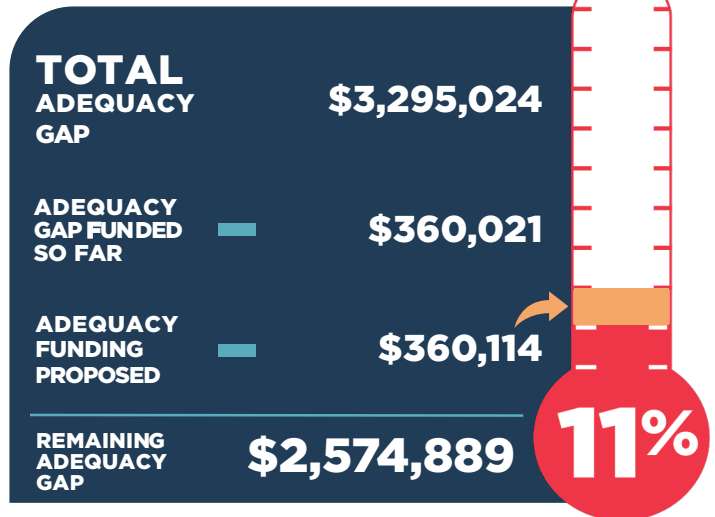 TOTAL
ADEQUACY
GAP
$3,295,024
ADEQUACY
GAP FUNDED
SO FAR
$360,021
ADEQUACY
FUNDING
PROPOSED
$360,114
REMAINING
ADEQUACY
GAP
$2,574,889
11%